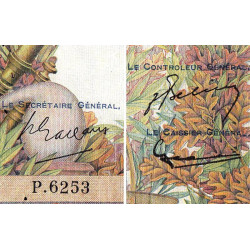 LE CONTROLEUR GÉNÉRAL,
LE SECRÉTAIRE GÉNÉRAL,
LE CAISSIER GÉNÉRAL
P.6253